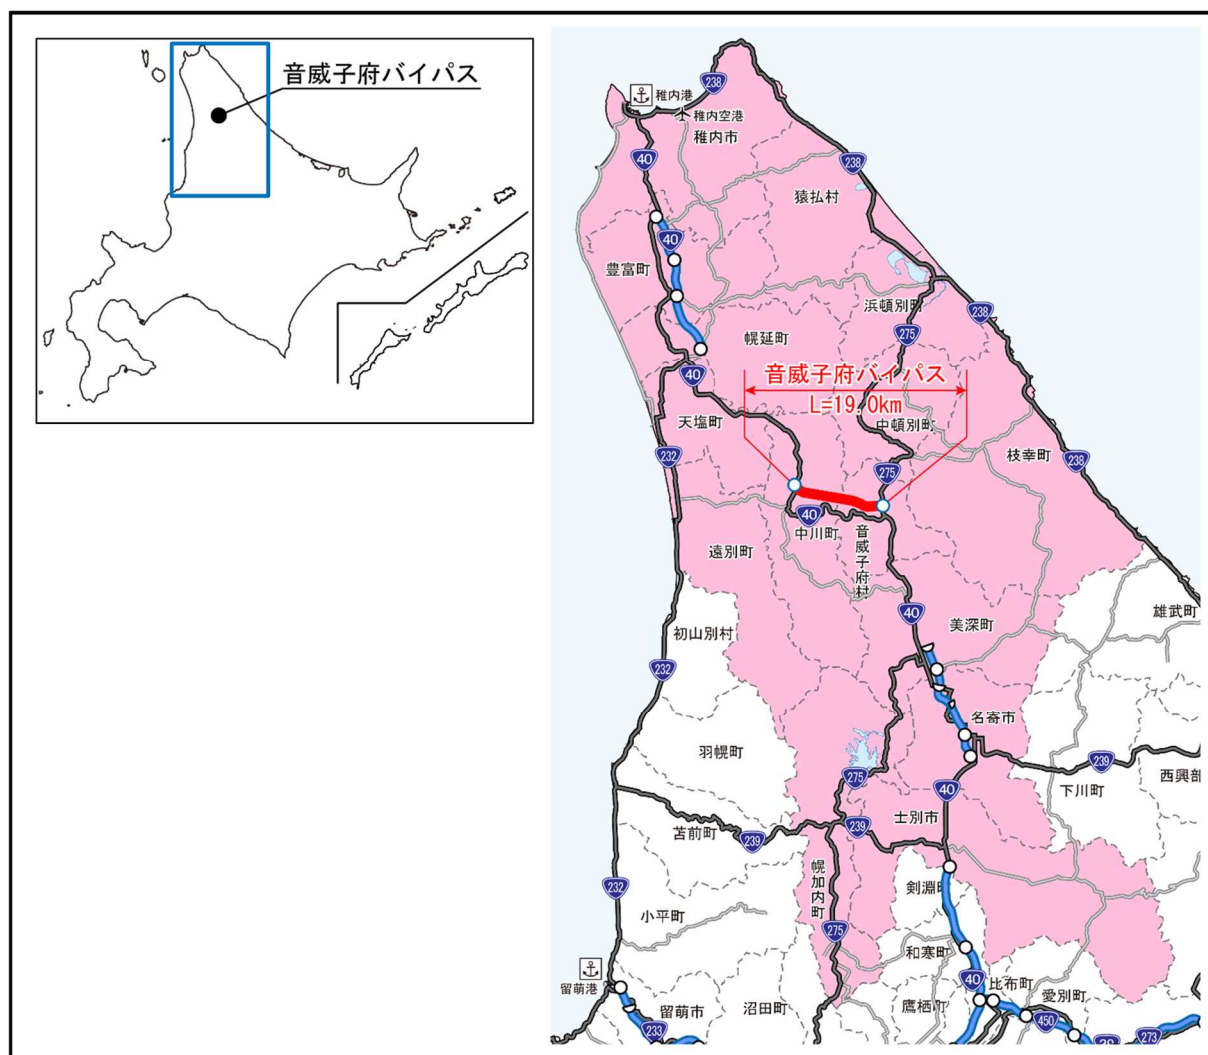 音威子府バイパス
238
稚内港
稚内空港
稚内市
40
238
猿払村
40
豊富町
浜頓別町
238
275
幌延町
40
音威子府バイパス
L=19.0km
天塩町
中頓別町
232
枝幸町
238
275
40
中川町
音威子府村
遠別町
40
雄武町
美深町
初山別村
232
名寄市
羽幌町
239
275
西興部
40
下川町
士別市
239
苫前町
239
幌加内町
232
剣淵町
小平町
275
和寒町
留萌港
40
比布町
愛別町
留萌市
沼田町
鷹栖町
233
450
39
273